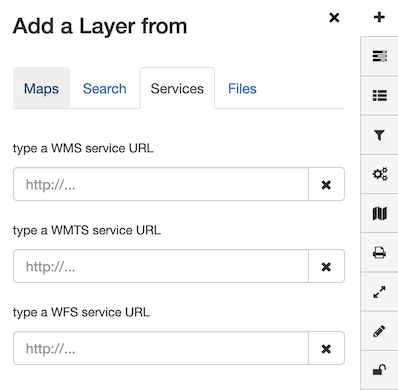 Add a Layer from
Maps Search Services Files
type a WMS service URL
http://...
type a WMTS service URL
http://...
type a WFS service URL
http://...